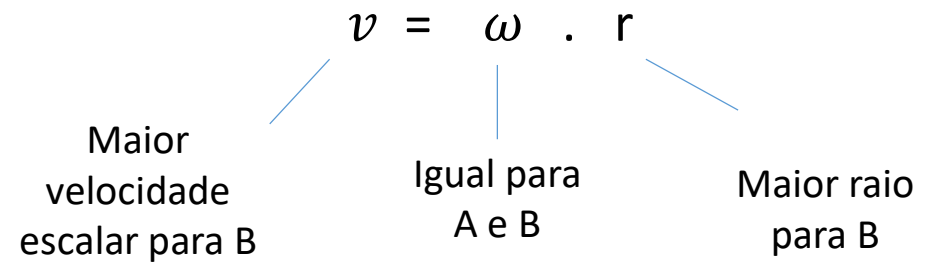 v = ω . r
Maior
velocidade
escalar para B
Igual para
A e B
Maior raio
para B